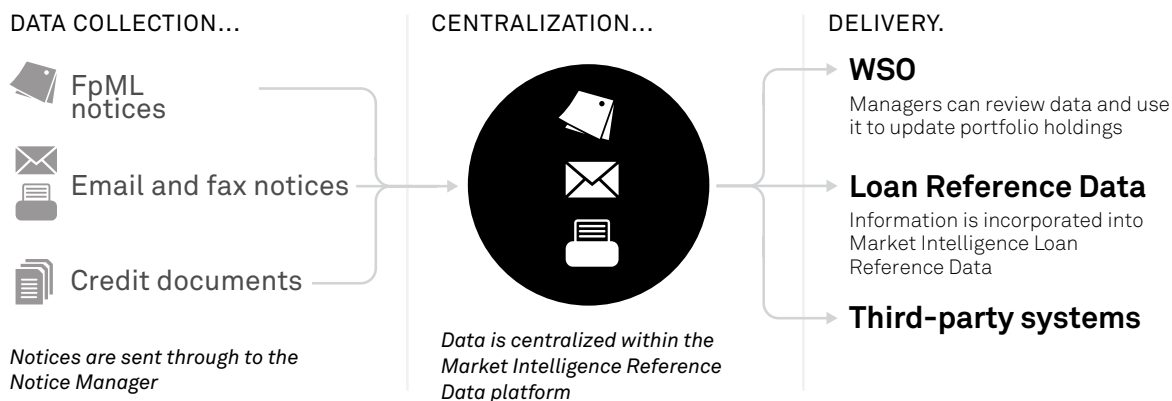 DATA COLLECTION...
FpML
notices
Email and fax notices
Credit documents
Notices are sent through to the
Notice Manager
CENTRALIZATION...
Data is centralized within the
Market Intelligence Reference
Data platform
DELIVERY.
WSO
Managers can review data and use
it to update portfolio holdings
Loan Reference Data
Information is incorporated into
Market Intelligence Loan
Reference Data
Third-party systems